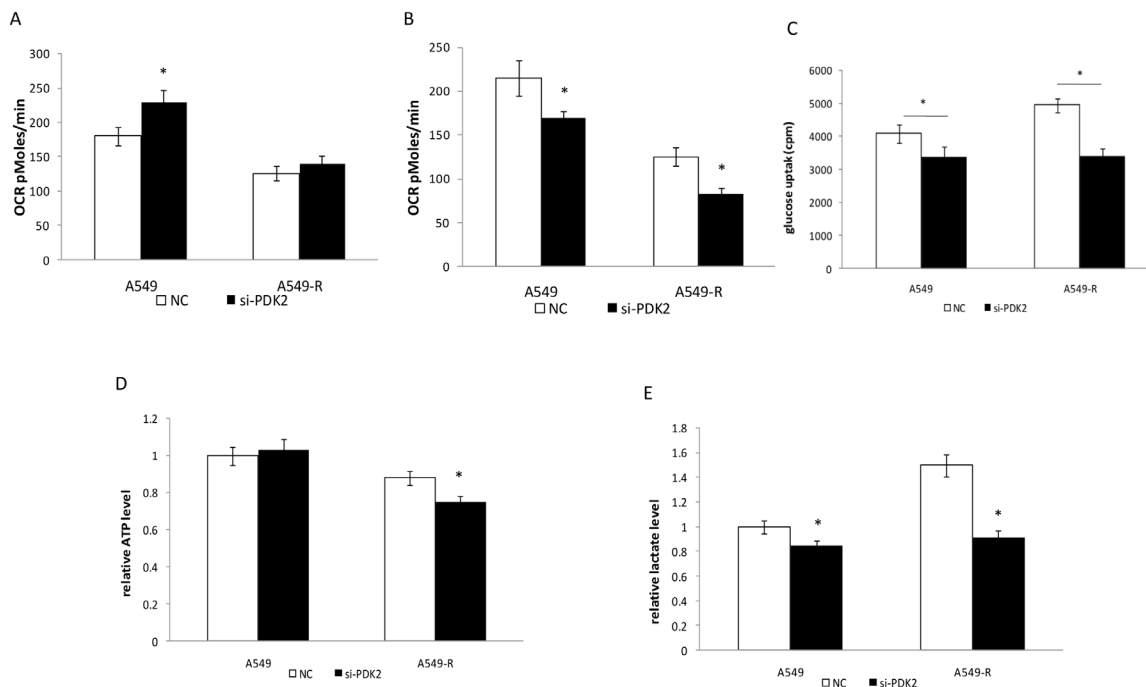 A
OCR pMoles/min
300
250
200
150
100
50
0
*
A549
A549-R
NC
si-PDK2
B
OCR pMoles/min
250
200
150
100
50
0
*
*
A549
A549-R
NC
si-PDK2
C
glucose uptak (cpm)
6000
5000
4000
3000
2000
1000
0
*
*
A549
A549-R
NC
si-PDK2
D
relative ATP level
1.2
1
0.8
0.6
0.4
0.2
0
*
A549
A549-R
NC
si-PDK2
E
relative lactate level
1.8
1.6
1.4
1.2
1
0.8
0.6
0.4
0.2
0
*
*
A549
A549-R
NC
si-PDK2